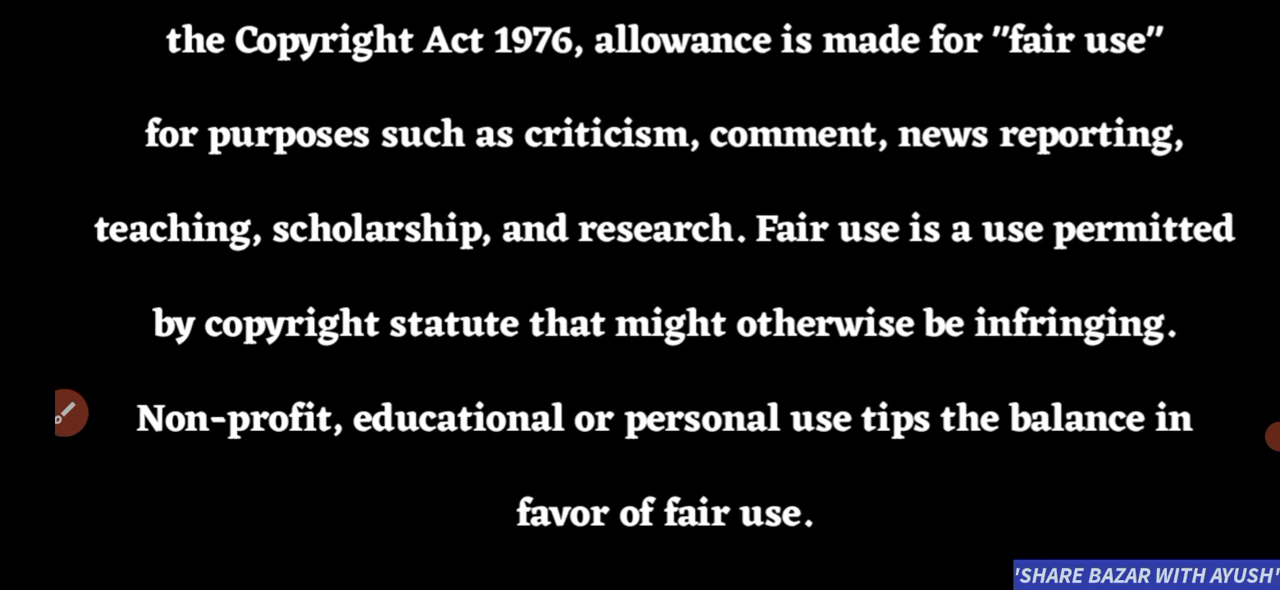 the Copyright Act 1976, allowance is made for "fair use"
for purposes such as criticism, comment, news reporting,
teaching, scholarship, and research. Fair use is a use permitted
by copyright statute that might otherwise be infringing.
Non-profit, educational or personal use tips the balance in
favor of fair use.
'SHARE BAZAR WITH AYUSH'